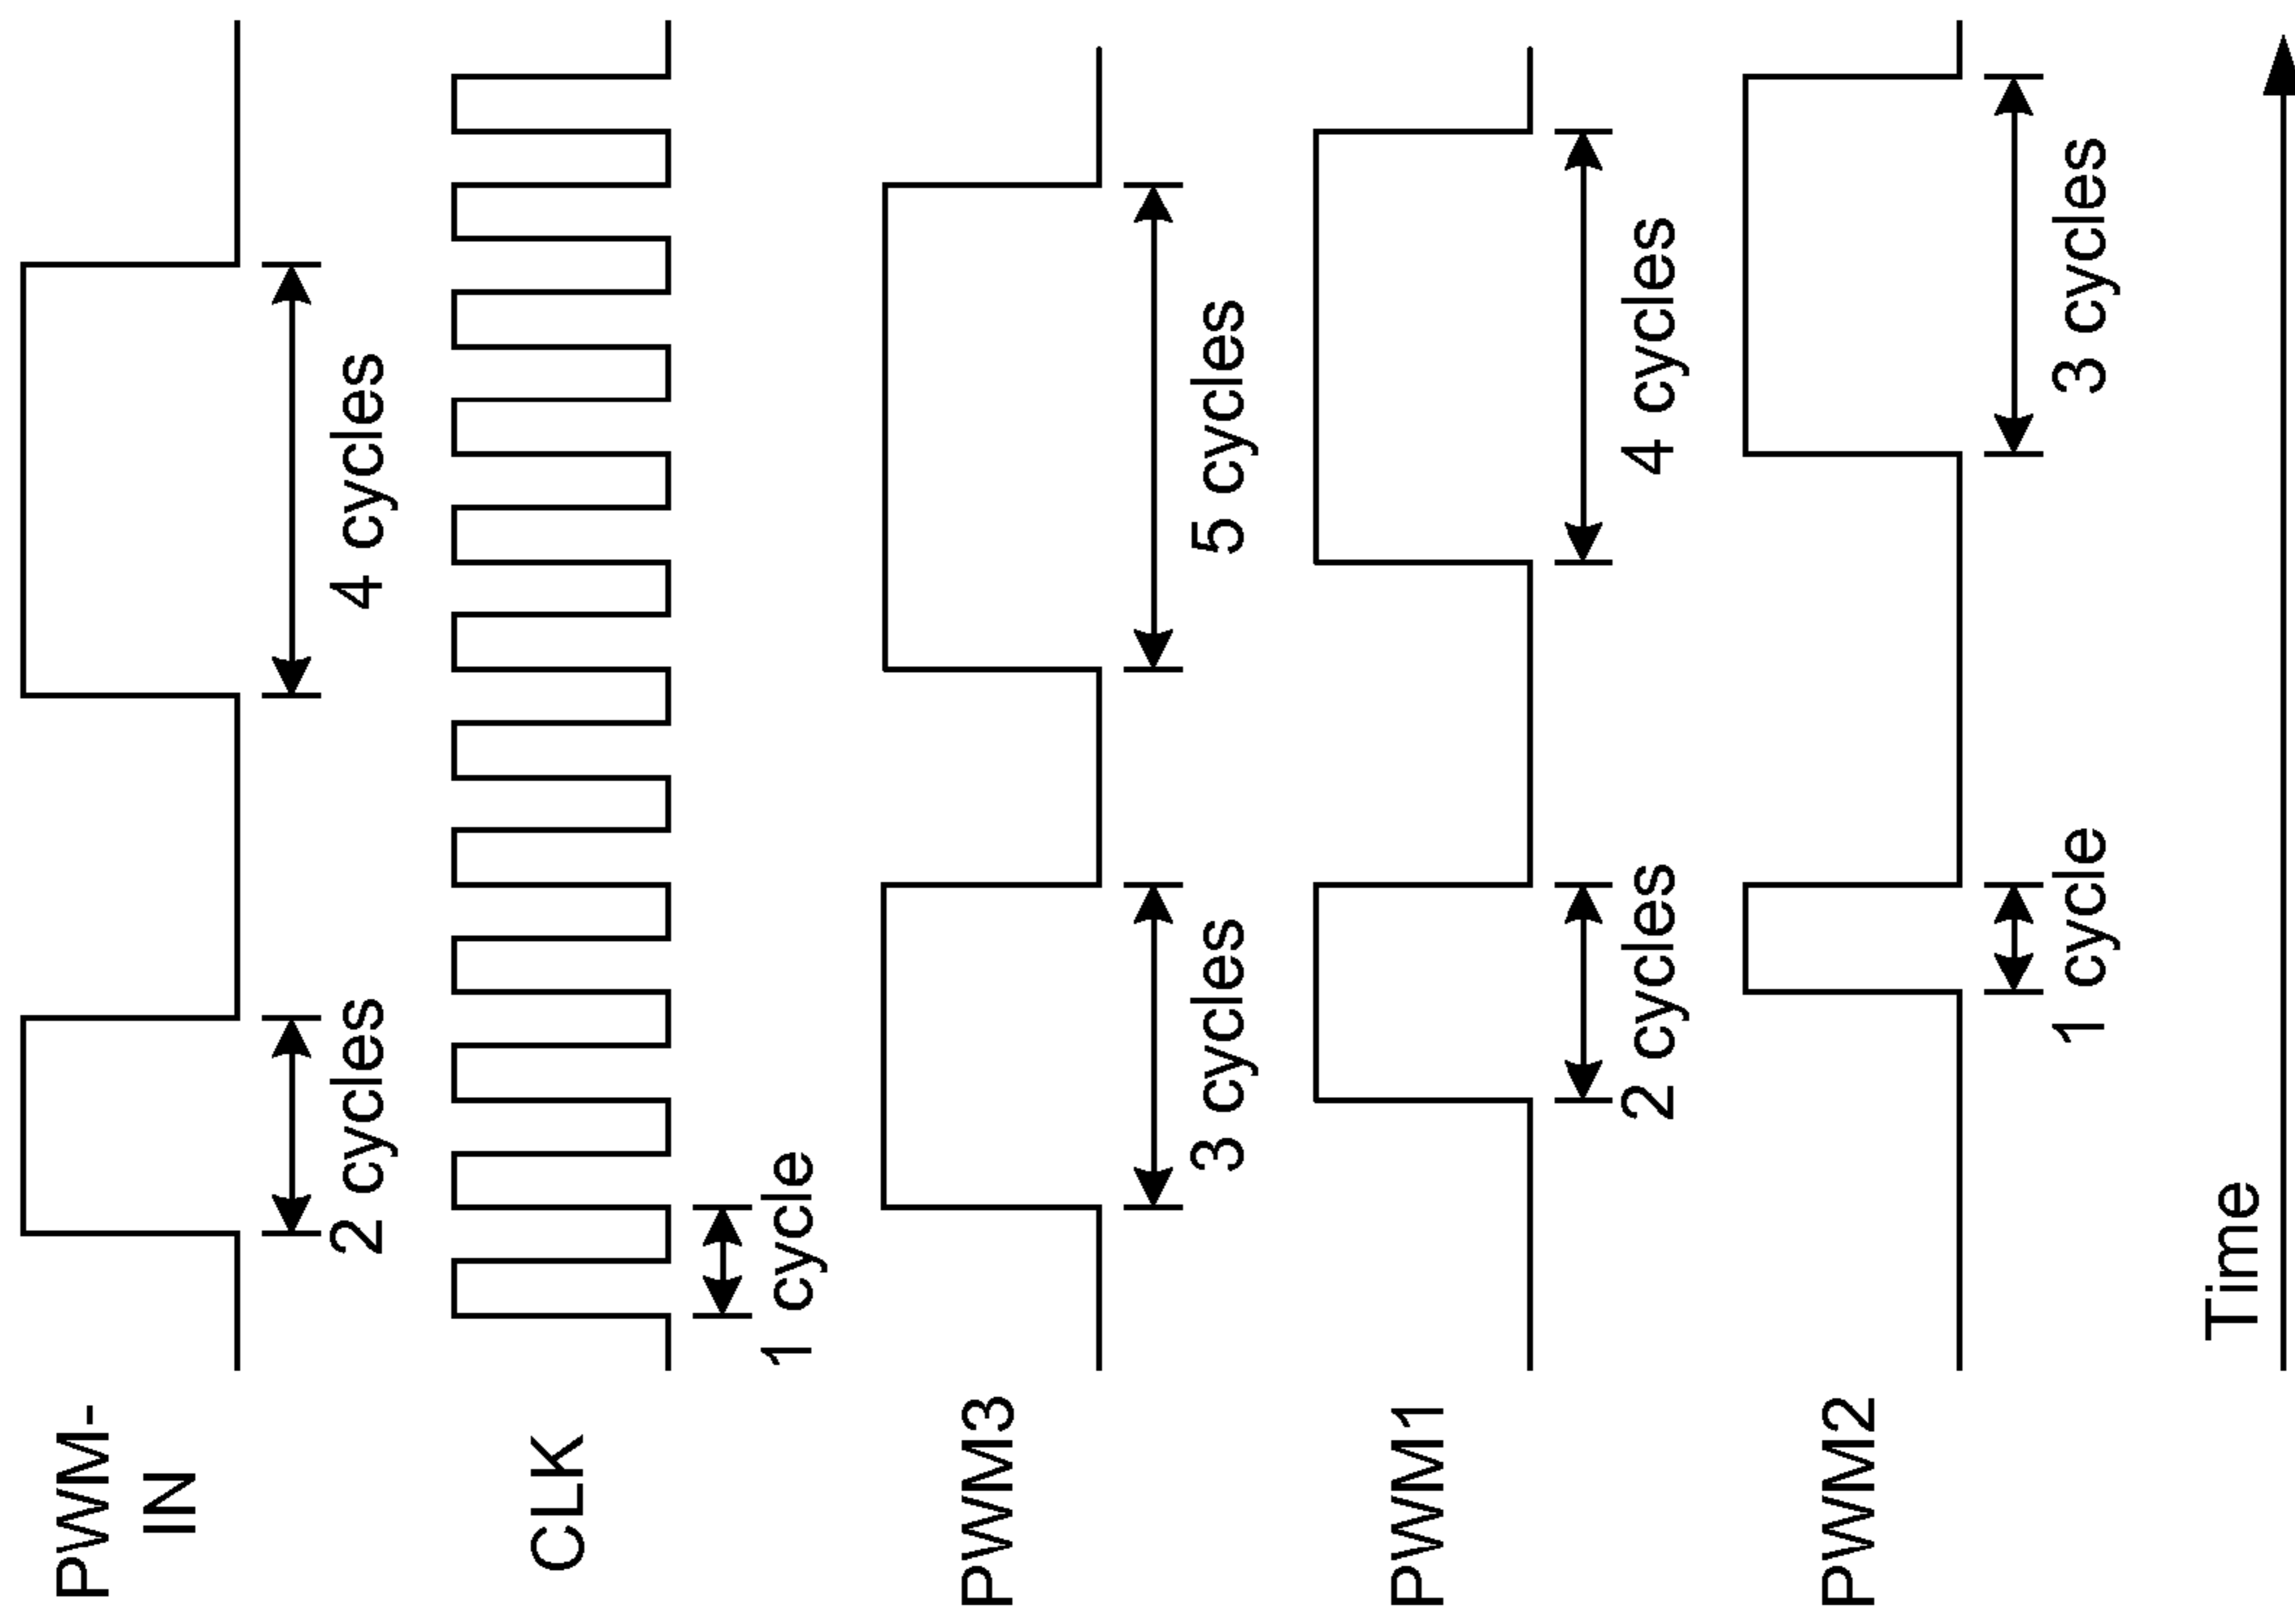 PWM-
IN
2 cycles
4 cycles
CLK
1 cycle
PWM3
3 cycles
5 cycles
PWM1
2 cycles
4 cycles
PWM2
1 cycle
3 cycles
Time